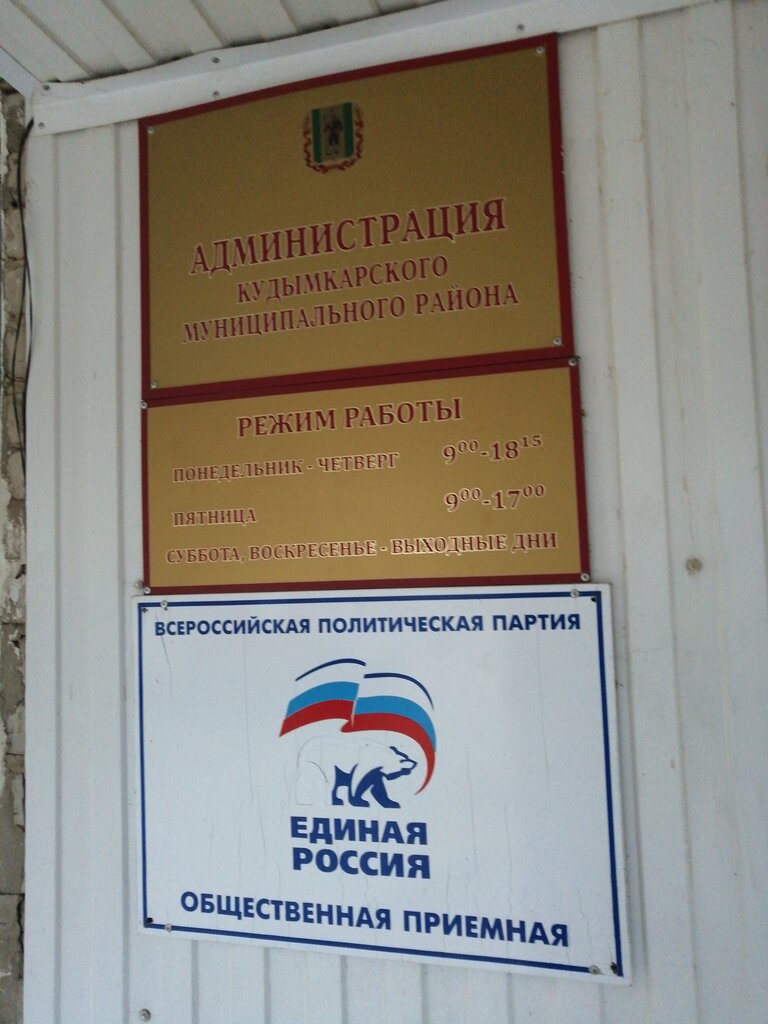 АДМИНИСТРАЦИЯ
КУДЫМКАРСКОГО
МУНИЦИПАЛЬНОГО РАЙОНА
РЕЖИМ РАБОТЫ
ПОНЕДЕЛЬНИК - ЧЕТВЕРГ 9⁰⁰-18¹⁵
ПЯТНИЦА 9⁰⁰-17⁰⁰
СУББОТА, ВОСКРЕСЕНЬЕ - ВЫХОДНЫЕ ДНИ
ВСЕРОССИЙСКАЯ ПОЛИТИЧЕСКАЯ ПАРТИЯ
ЕДИНАЯ
РОССИЯ
ОБЩЕСТВЕННАЯ ПРИЕМНАЯ